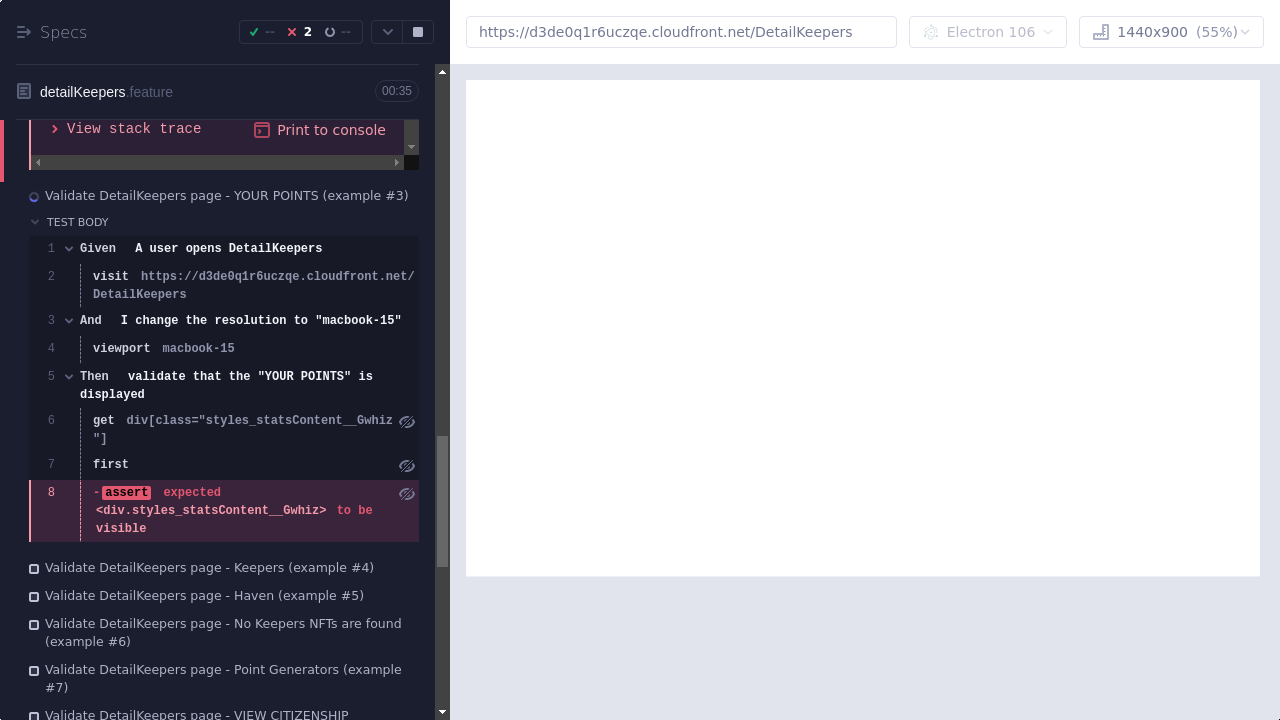 Specs
-- 2 --
https://d3de0q1r6uczqe.cloudfront.net/DetailKeepers
Electron 106
1440x900 (55%)
detailKeepers.feature
00:35
View stack trace
Print to console
Validate DetailKeepers page - YOUR POINTS (example #3)
TEST BODY
1 Given A user opens DetailKeepers
2 visit https://d3de0q1r6uczqe.cloudfront.net/
DetailKeepers
3 And I change the resolution to "macbook-15"
4 viewport macbook-15
5 Then validate that the "YOUR POINTS" is
displayed
6 get div[class="styles_statsContent__Gwhiz
"]
7 first
8 -assert expected
<div.styles_statsContent__Gwhiz> to be
visible
Validate DetailKeepers page - Keepers (example #4)
Validate DetailKeepers page - Haven (example #5)
Validate DetailKeepers page - No Keepers NFTs are found
(example #6)
Validate DetailKeepers page - Point Generators (example
#7)
Validate DetailKeepers page - VIEW CITIZENSHIP